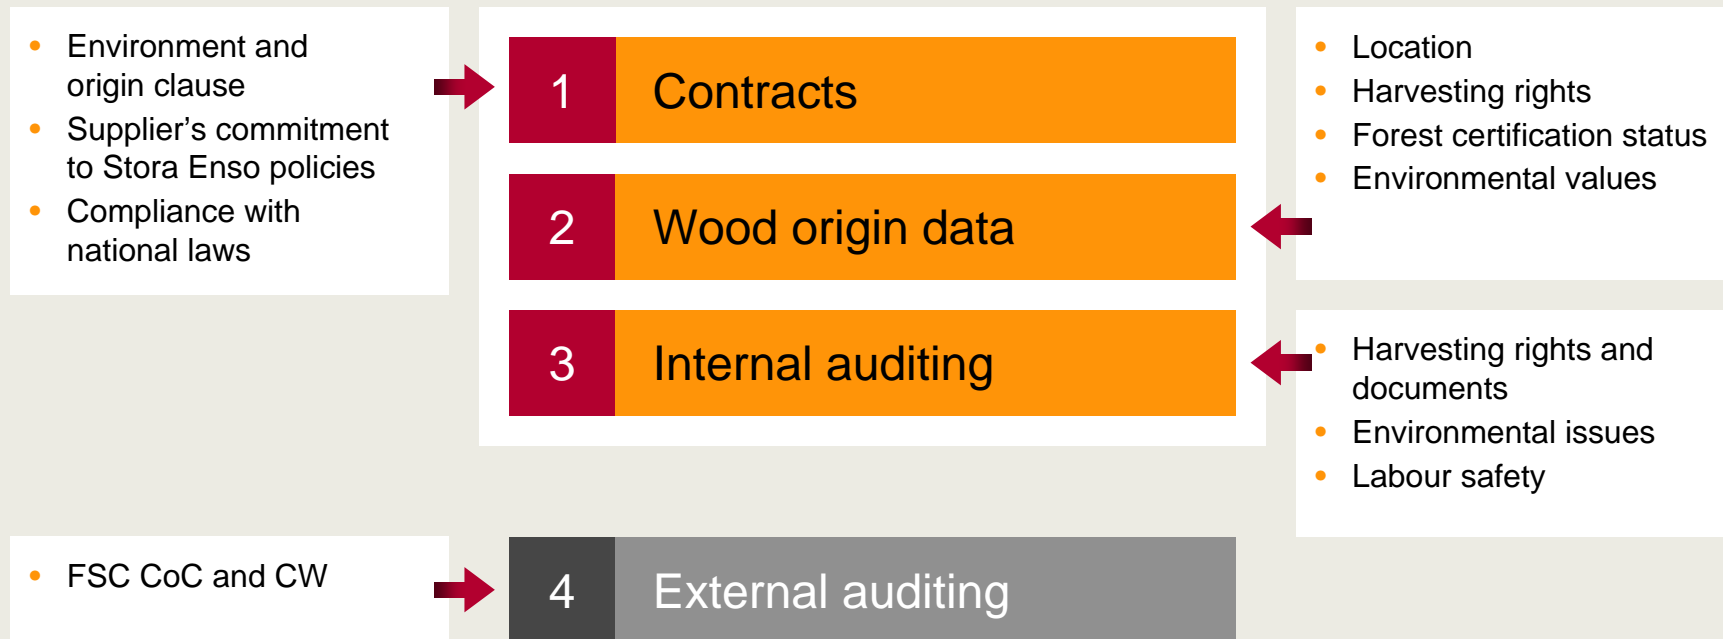 • Environment and
origin clause
• Supplier’s commitment
to Stora Enso policies
• Compliance with
national laws
1 Contracts
2 Wood origin data
3 Internal auditing
• Location
• Harvesting rights
• Forest certification status
• Environmental values
• Harvesting rights and
documents
• Environmental issues
• Labour safety
• FSC CoC and CW
4 External auditing